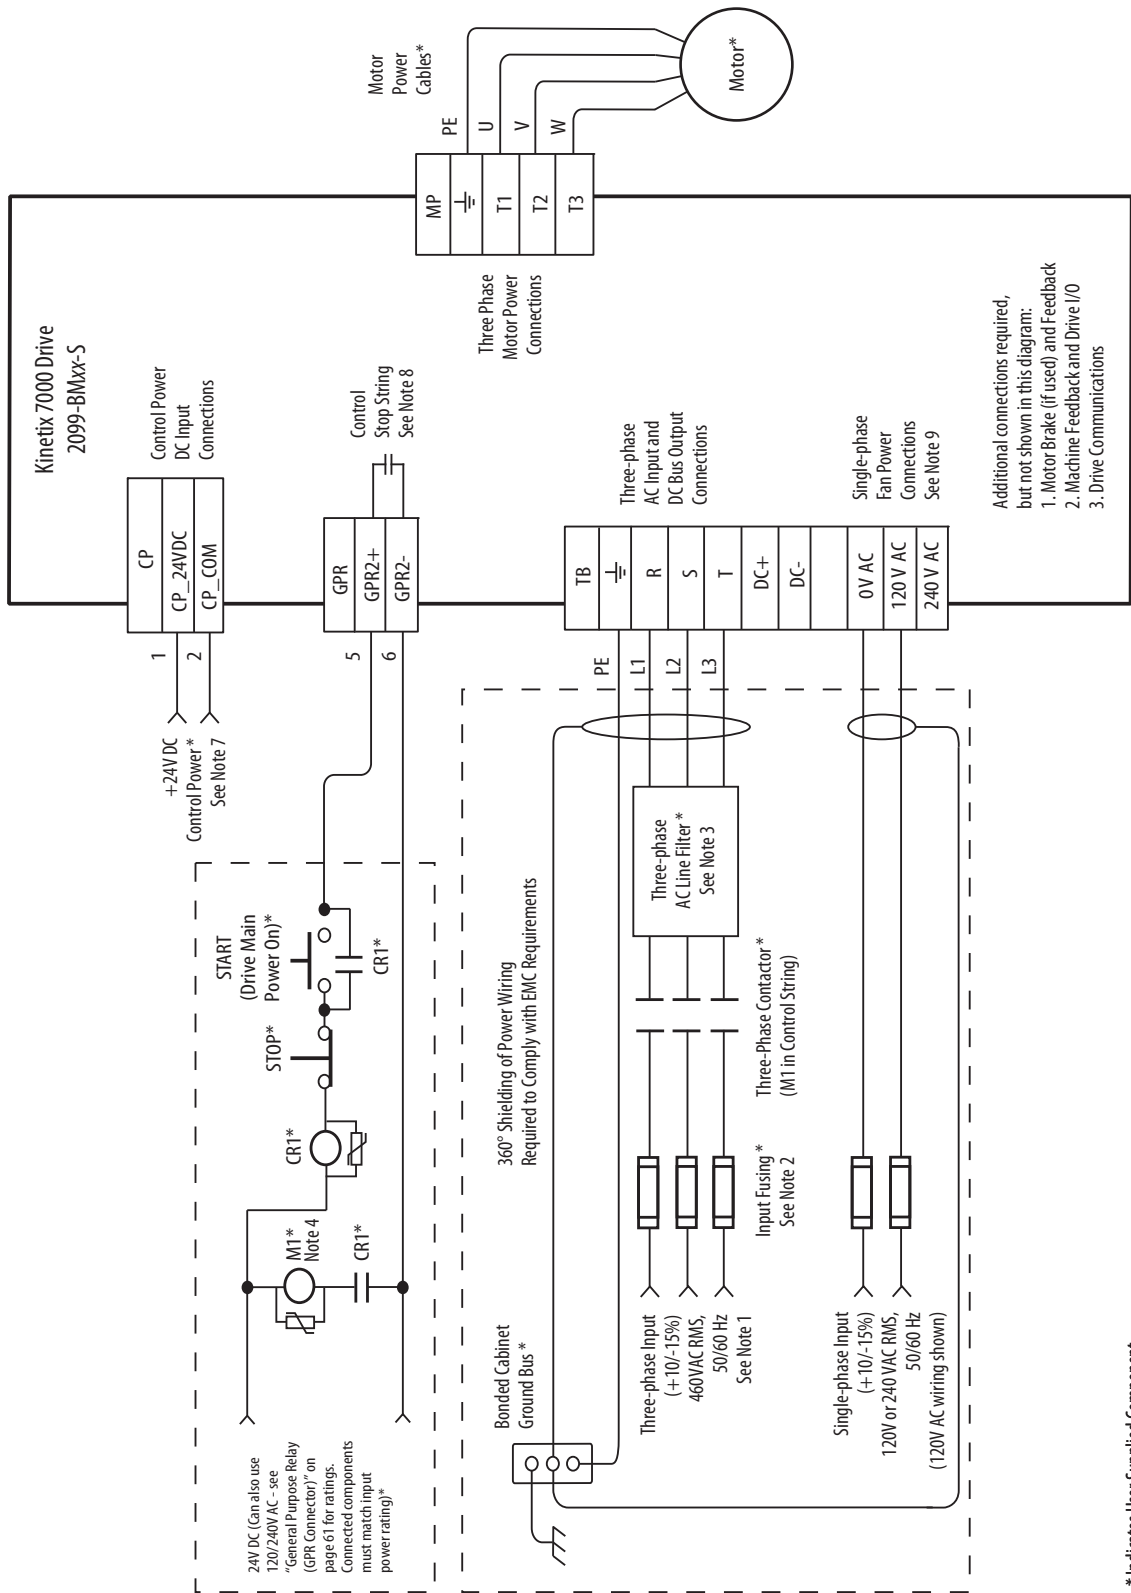 Kinetix 7000 Drive
2099-BMxx-S
Motor
Power
Cables*
Motor*
PE
U
V
W
MP
T1
T2
T3
Three Phase
Motor Power
Connections
Control Power
DC Input
Connections
CP
CP_24VDC
CP_COM
1
2
+24V DC
Control Power *
See Note 7
Control
Stop String
See Note 8
GPR
GPR2+
GPR2-
5
6
START
(Drive Main
Power On)*
CR1*
STOP*
CR1*
M1*
Note 4
CR1*
24V DC (Can also use
120/240V AC - see
"General Purpose Relay
(GPR Connector)" on
page 61 for ratings.
Connected components
must match input
power rating)*
Three-phase
AC Input and
DC Bus Output
Connections
TB
R
S
T
DC+
DC-
0V AC
120 V AC
240 V AC
Single-phase
Fan Power
Connections
See Note 9
PE
L1
L2
L3
Three-phase
AC Line Filter *
See Note 3
360° Shielding of Power Wiring
Required to Comply with EMC Requirements
Three-Phase Contactor *
(M1 in Control String)
Input Fusing *
See Note 2
Bonded Cabinet
Ground Bus *
Three-phase Input
(+10/-15%)
460 VAC RMS,
50/60 Hz
See Note 1
Single-phase Input
(+10/-15%)
120V or 240 VAC RMS,
50/60 Hz
(120V AC wiring shown)
Additional connections required,
but not shown in this diagram:
1. Motor Brake (if used) and Feedback
2. Machine Feedback and Drive I/O
3. Drive Communications
* Indicates User Supplied Component